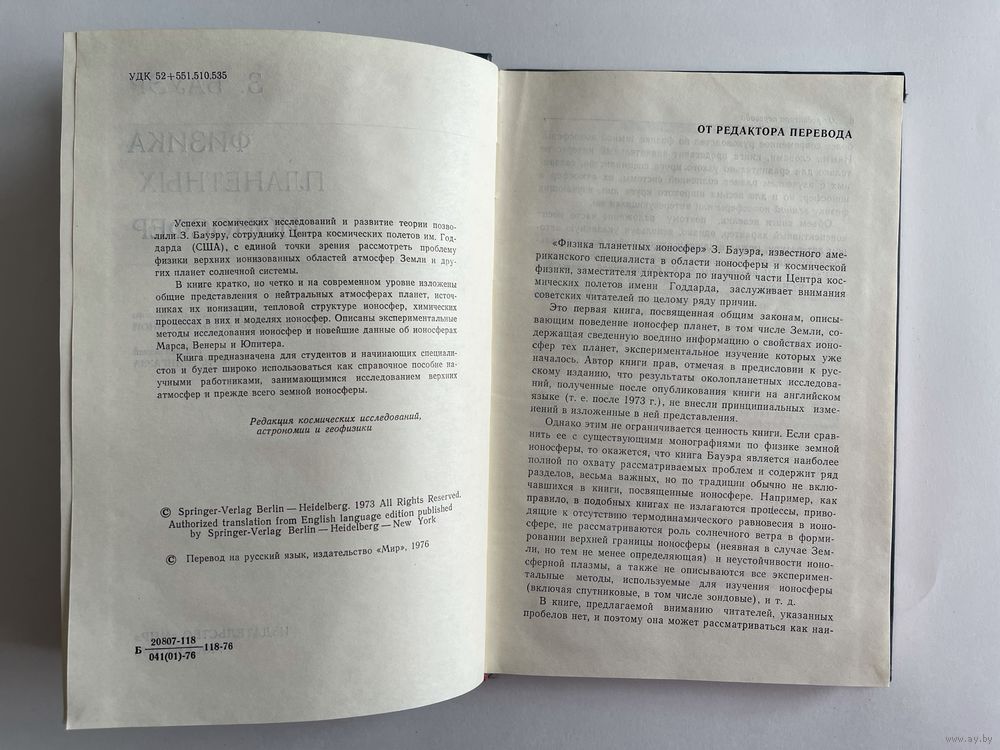 УДК 52+551.510.535
Успехи космических исследований и развитие теории позво-
лили З. Бауэру, сотруднику Центра космических полетов им. Год-
дарда (США), с единой точки зрения рассмотреть проблему
физики верхних ионизованных областей атмосфер Земли и дру-
гих планет солнечной системы.
В книге кратко, но четко и на современном уровне изложены
общие представления о нейтральных атмосферах планет, источ-
никах их ионизации, тепловой структуре ионосфер, химических
процессах в них и моделях ионосфер. Описаны экспериментальные
методы исследования ионосфер и новейшие данные об ионосферах
Марса, Венеры и Юпитера.
Книга предназначена для студентов и начинающих специали-
стов и будет широко использоваться как справочное пособие на-
учными работниками, занимающимися исследованием верхних
атмосфер и прежде всего земной ионосферы.
Редакция космических исследований,
астрономии и геофизики
© Springer-Verlag Berlin — Heidelberg. 1973 All Rights Reserved.
Authorized translation from English language edition published
by Springer-Verlag Berlin — Heidelberg — New York
© Перевод на русский язык, издательство «Мир», 1976
Б 20807-118 118-76
041(01)-76
ОТ РЕДАКТОРА ПЕРЕВОДА
«Физика планетных ионосфер» З. Бауэра, известного аме-
риканского специалиста в области ионосферы и космической
физики, заместителя директора по научной части Центра кос-
мических полетов имени Годдарда, заслуживает внимания
советских читателей по целому ряду причин.
Это первая книга, посвященная общим законам, описы-
вающим поведение ионосфер планет, в том числе Земли, со-
держащая сведенную воедино информацию о свойствах ионо-
сфер тех планет, экспериментальное изучение которых уже
началось. Автор книги прав, отмечая в предисловии к рус-
скому изданию, что результаты околопланетных исследова-
ний, полученные после опубликования книги на английском
языке (т. е. после 1973 г.), не внесли принципиальных изме-
нений в изложенные в ней представления.
Однако этим не ограничивается ценность книги. Если срав-
нить ее с существующими монографиями по физике земной
ионосферы, то окажется, что книга Бауэра является наиболее
полной по охвату рассматриваемых проблем и содержит ряд
разделов, весьма важных, но по традиции обычно не вклю-
чавшихся в книги, посвященные ионосфере. Например, как
правило, в подобных книгах не излагаются процессы, приво-
дящие к отсутствию термодинамического равновесия в ионо-
сфере, не рассматриваются роль солнечного ветра в форми-
ровании верхней границы ионосферы (неявная в случае Зем-
ли, но тем не менее определяющая) и неустойчивости ионо-
сферной плазмы, а также не описываются все эксперимен-
тальные методы, используемые для изучения ионосферы
(включая спутниковые, в том числе зондовые), и т. д.
В книге, предлагаемой вниманию читателей, указанных
пробелов нет, и поэтому она может рассматриваться как наи-
www.ay.by